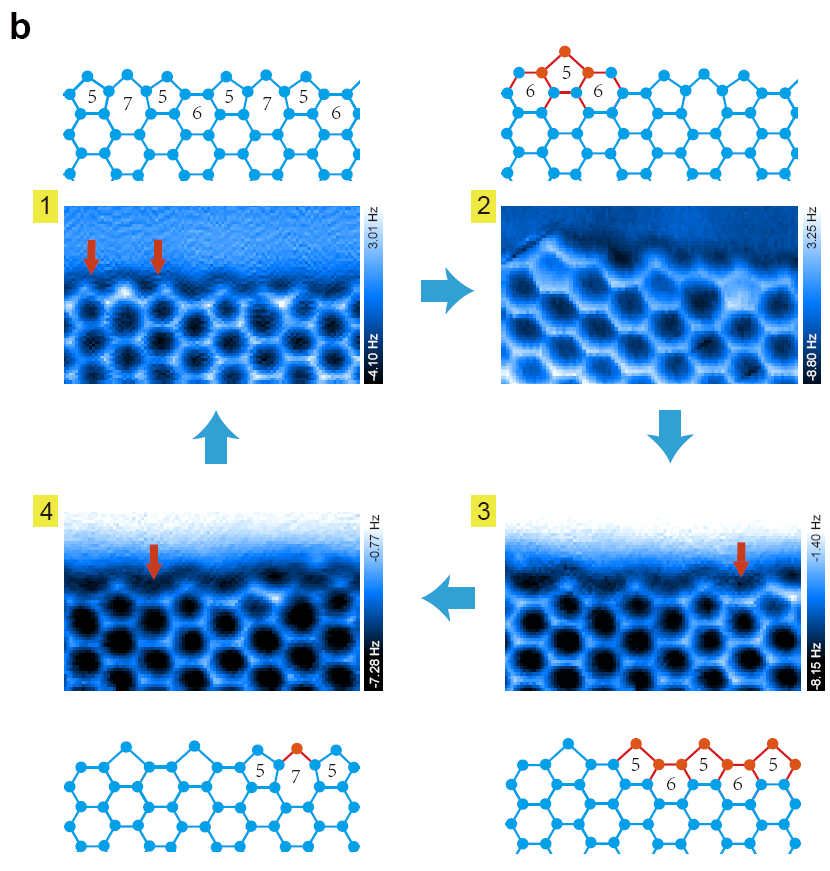 b
5 7 5 6 5 7 5 6
5
6 6
1
3.01 Hz
-4.10 Hz
2
3.25 Hz
-8.80 Hz
4
-0.77 Hz
-7.28 Hz
3
-1.40 Hz
-8.15 Hz
5 7 5
5 5 5
6 6